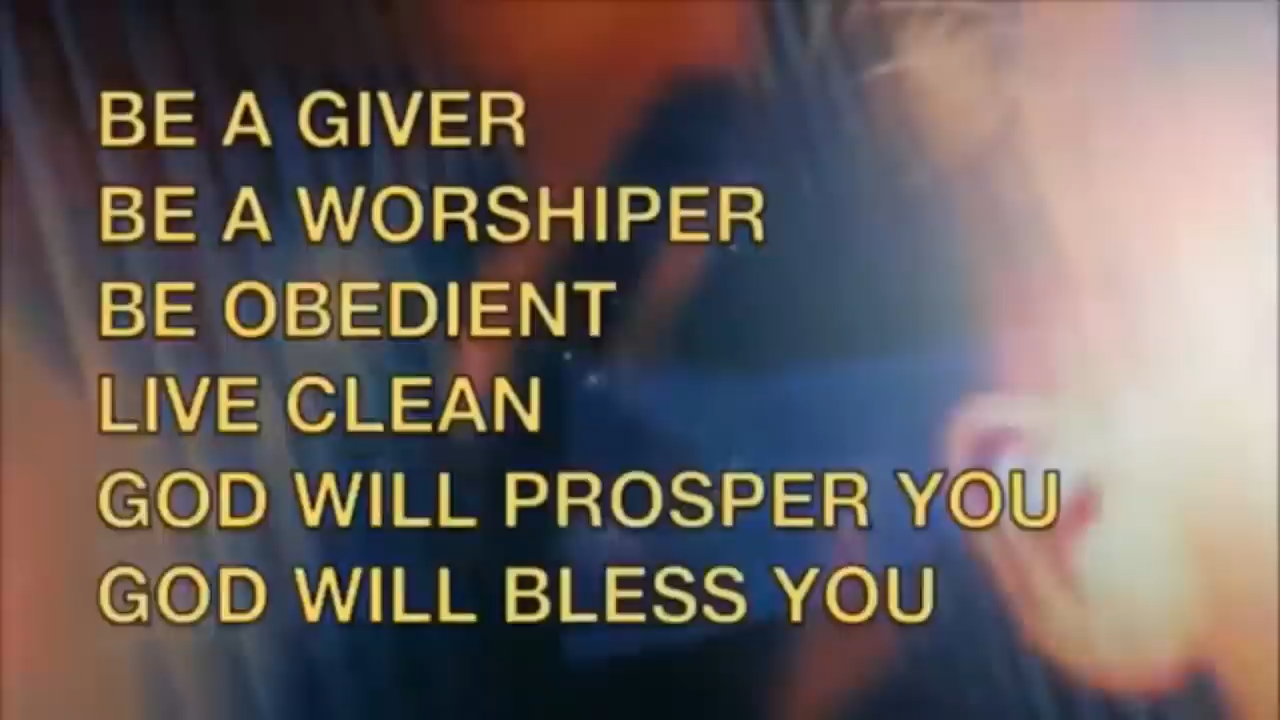 BE A GIVER
BE A WORSHIPER
BE OBEDIENT
LIVE CLEAN
GOD WILL PROSPER YOU
GOD WILL BLESS YOU